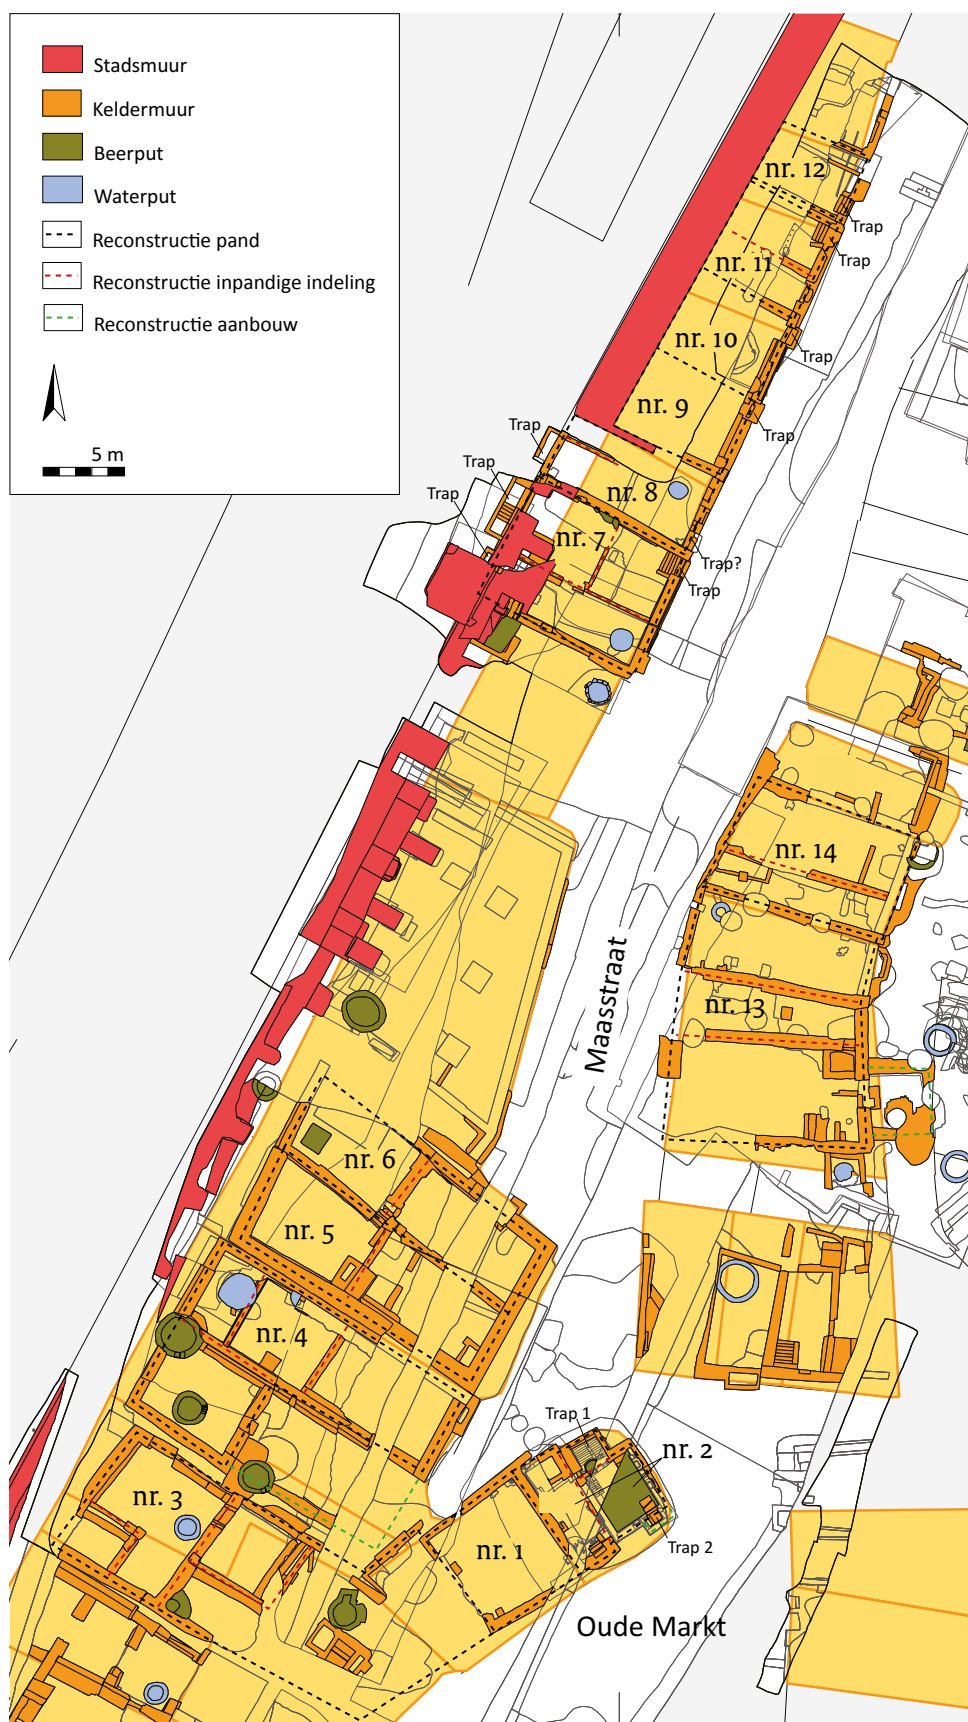 Stadsmuur
Keldermuur
Beerput
Waterput
Reconstructie pand
Reconstructie inpandige indeling
Reconstructie aanbouw
5 m
nr. 12
Trap
Trap
nr. 11
nr. 10
Trap
nr. 9
Trap
Trap
Trap
nr. 8
Trap
nr. 7
Trap?
Trap
nr. 14
Maasstraat
nr. 13
nr. 6
nr. 5
nr. 4
Trap 1
nr. 2
nr. 3
nr. 1
Trap 2
Oude Markt